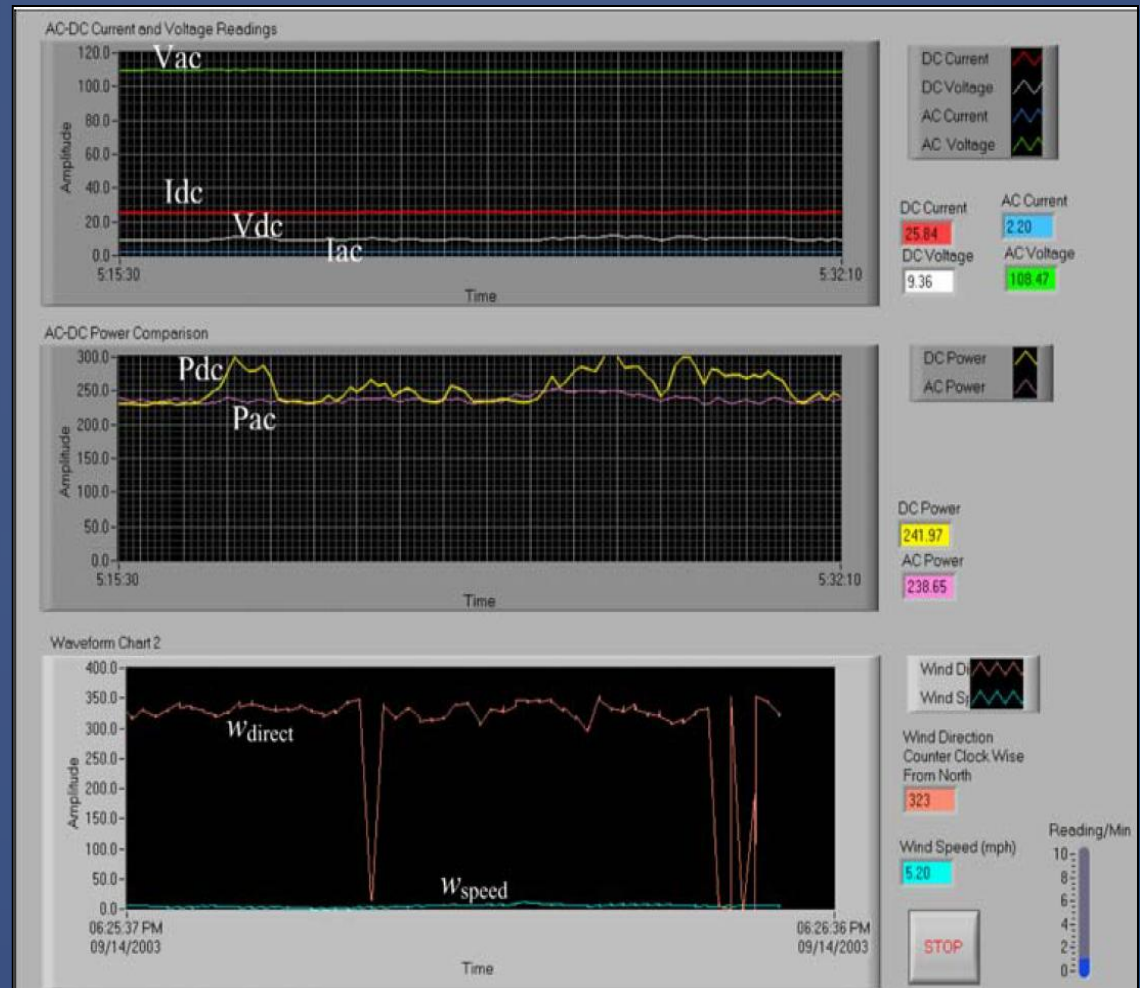 AC-DC Current and Voltage Readings
120.0
100.0
80.0
60.0
40.0
20.0
0.0
Amplitude
Vac
Idc
Vdc
Iac
5:15:30
5:32:10
Time
DC Current
DC Voltage
AC Current
AC Voltage
DC Current
25.84
AC Current
2.20
DC Voltage
9.36
AC Voltage
108.47
AC-DC Power Comparison
300.0
250.0
200.0
150.0
100.0
50.0
0.0
Amplitude
Pdc
Pac
5:15:30
5:32:10
Time
DC Power
AC Power
DC Power
241.97
AC Power
238.65
Waveform Chart 2
400.0
350.0
300.0
250.0
200.0
150.0
100.0
50.0
0.0
Amplitude
wdirect
wspeed
06:25:37 PM
09/14/2003
06:26:36 PM
09/14/2003
Time
Wind Di
Wind Sp
Wind Direction
Counter Clock Wise
From North
323
Wind Speed (mph)
5.20
STOP
Reading/Min
10
8
6
4
2
0